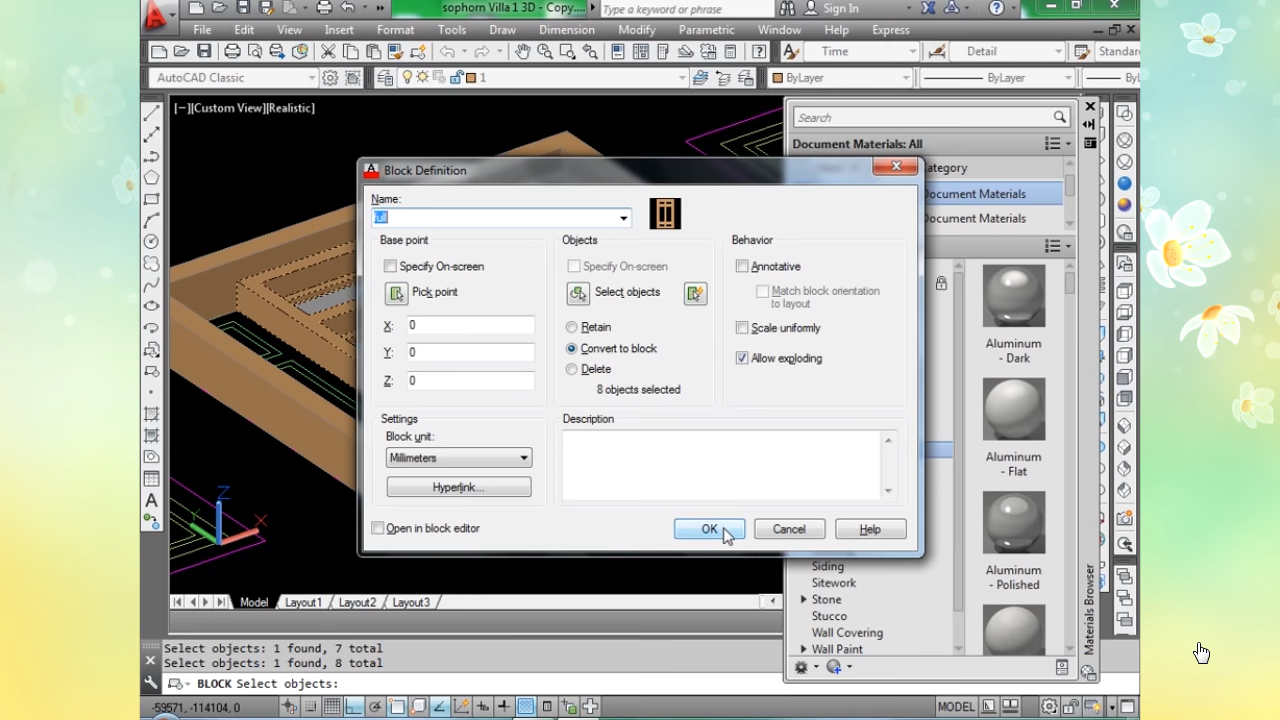 sophorn Villa 1 3D - Copy....
Type a keyword or phrase
Sign In
File Edit View Insert Format Tools Draw Dimension Modify Parametric Window Help Express
Time Detail Standar
AutoCAD Classic 1 ByLayer ByLayer ByL
[−][Custom View][Realistic]
Search
Document Materials: All
ategory
Document Materials
Document Materials
Aluminum
- Dark
Aluminum
- Flat
Aluminum
- Polished
Siding
Sitework
Stone
Stucco
Wall Covering
Wall Paint
Materials Browser
Block Definition
Name:
full
Base point
Specify On-screen
Pick point
X: 0
Y: 0
Z: 0
Objects
Specify On-screen
Select objects
Retain
Convert to block
Delete
8 objects selected
Behavior
Annotative
Match block orientation
to layout
Scale uniformly
Allow exploding
Settings
Block unit:
Millimeters
Hyperlink...
Description
Open in block editor
OK Cancel Help
Z
Y X
Model Layout1 Layout2 Layout3
Select objects: 1 found, 7 total
Select objects: 1 found, 8 total
BLOCK Select objects:
-59571, -114104, 0 MODEL